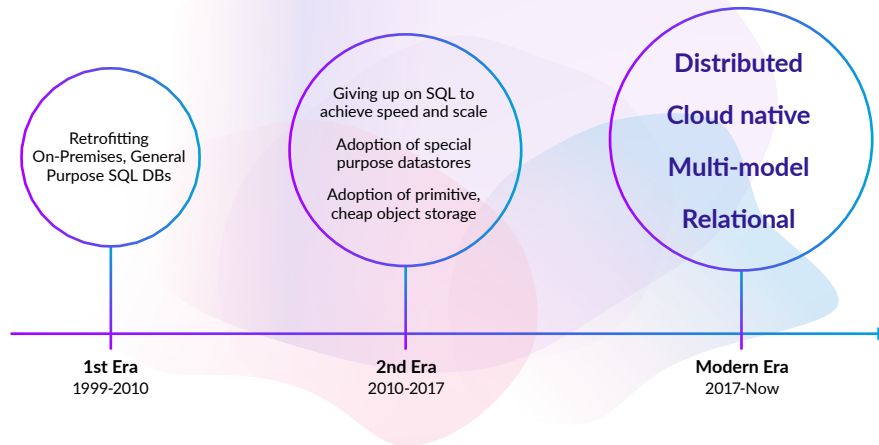 Retrofitting
On-Premises, General
Purpose SQL DBs
Giving up on SQL to
achieve speed and scale
Adoption of special
purpose datastores
Adoption of primitive,
cheap object storage
Distributed
Cloud native
Multi-model
Relational
1st Era
1999-2010
2nd Era
2010-2017
Modern Era
2017-Now